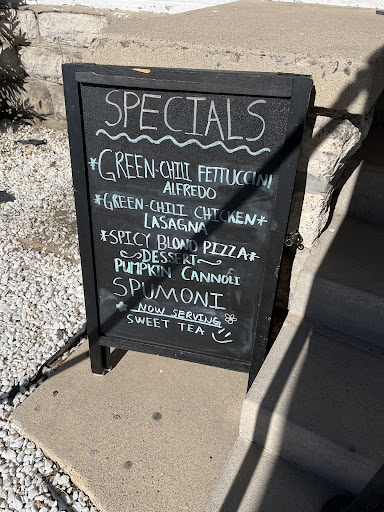 SPECIALS
*GREEN-CHILI FETTUCCINI
ALFREDO
*GREEN-CHILI CHICKEN*
LASAGNA
*SPICY BLOND PIZZA*
~DESSERT~
PUMPKIN CANNOLI
SPUMONI
NOW SERVING
SWEET TEA